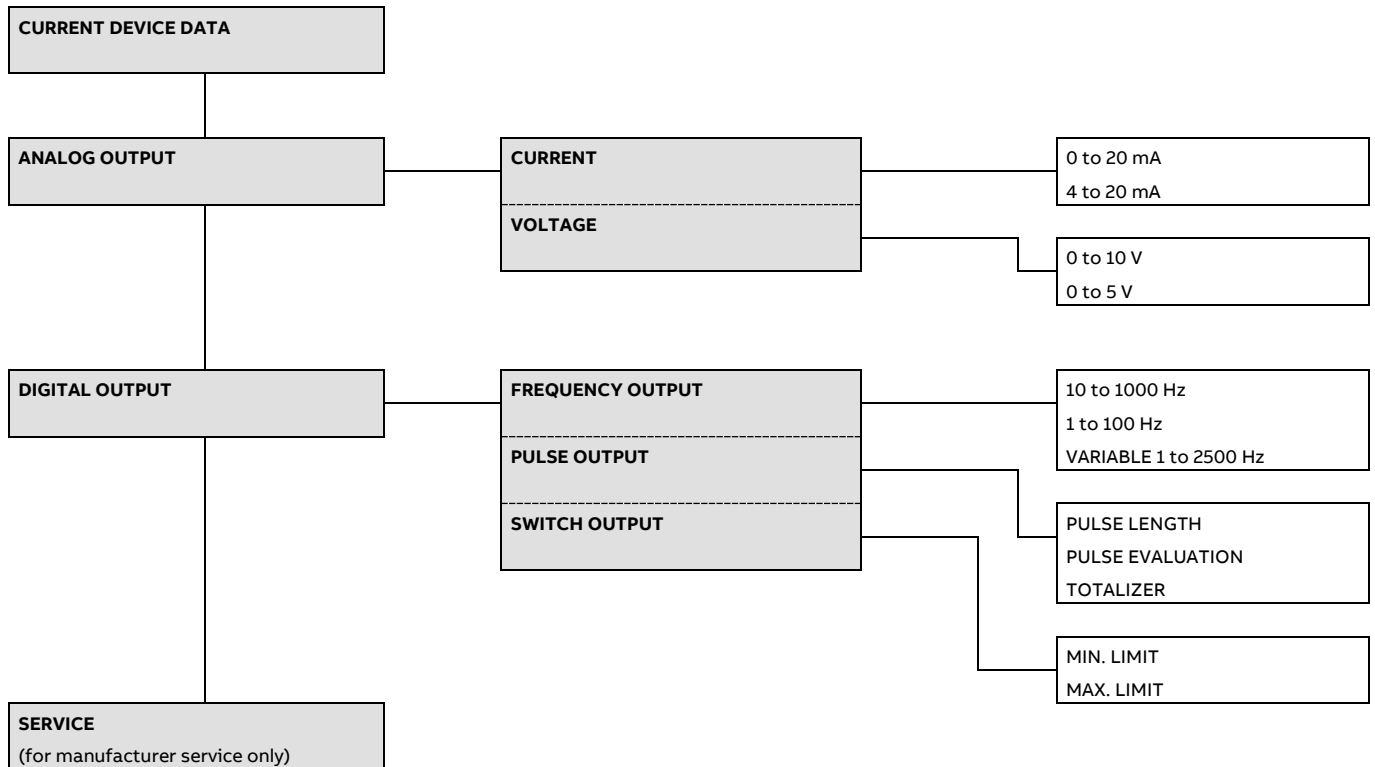 CURRENT DEVICE DATA
ANALOG OUTPUT
CURRENT
VOLTAGE
0 to 20 mA
4 to 20 mA
0 to 10 V
0 to 5 V
DIGITAL OUTPUT
FREQUENCY OUTPUT
PULSE OUTPUT
SWITCH OUTPUT
10 to 1000 Hz
1 to 100 Hz
VARIABLE 1 to 2500 Hz
PULSE LENGTH
PULSE EVALUATION
TOTALIZER
MIN. LIMIT
MAX. LIMIT
SERVICE
(for manufacturer service only)